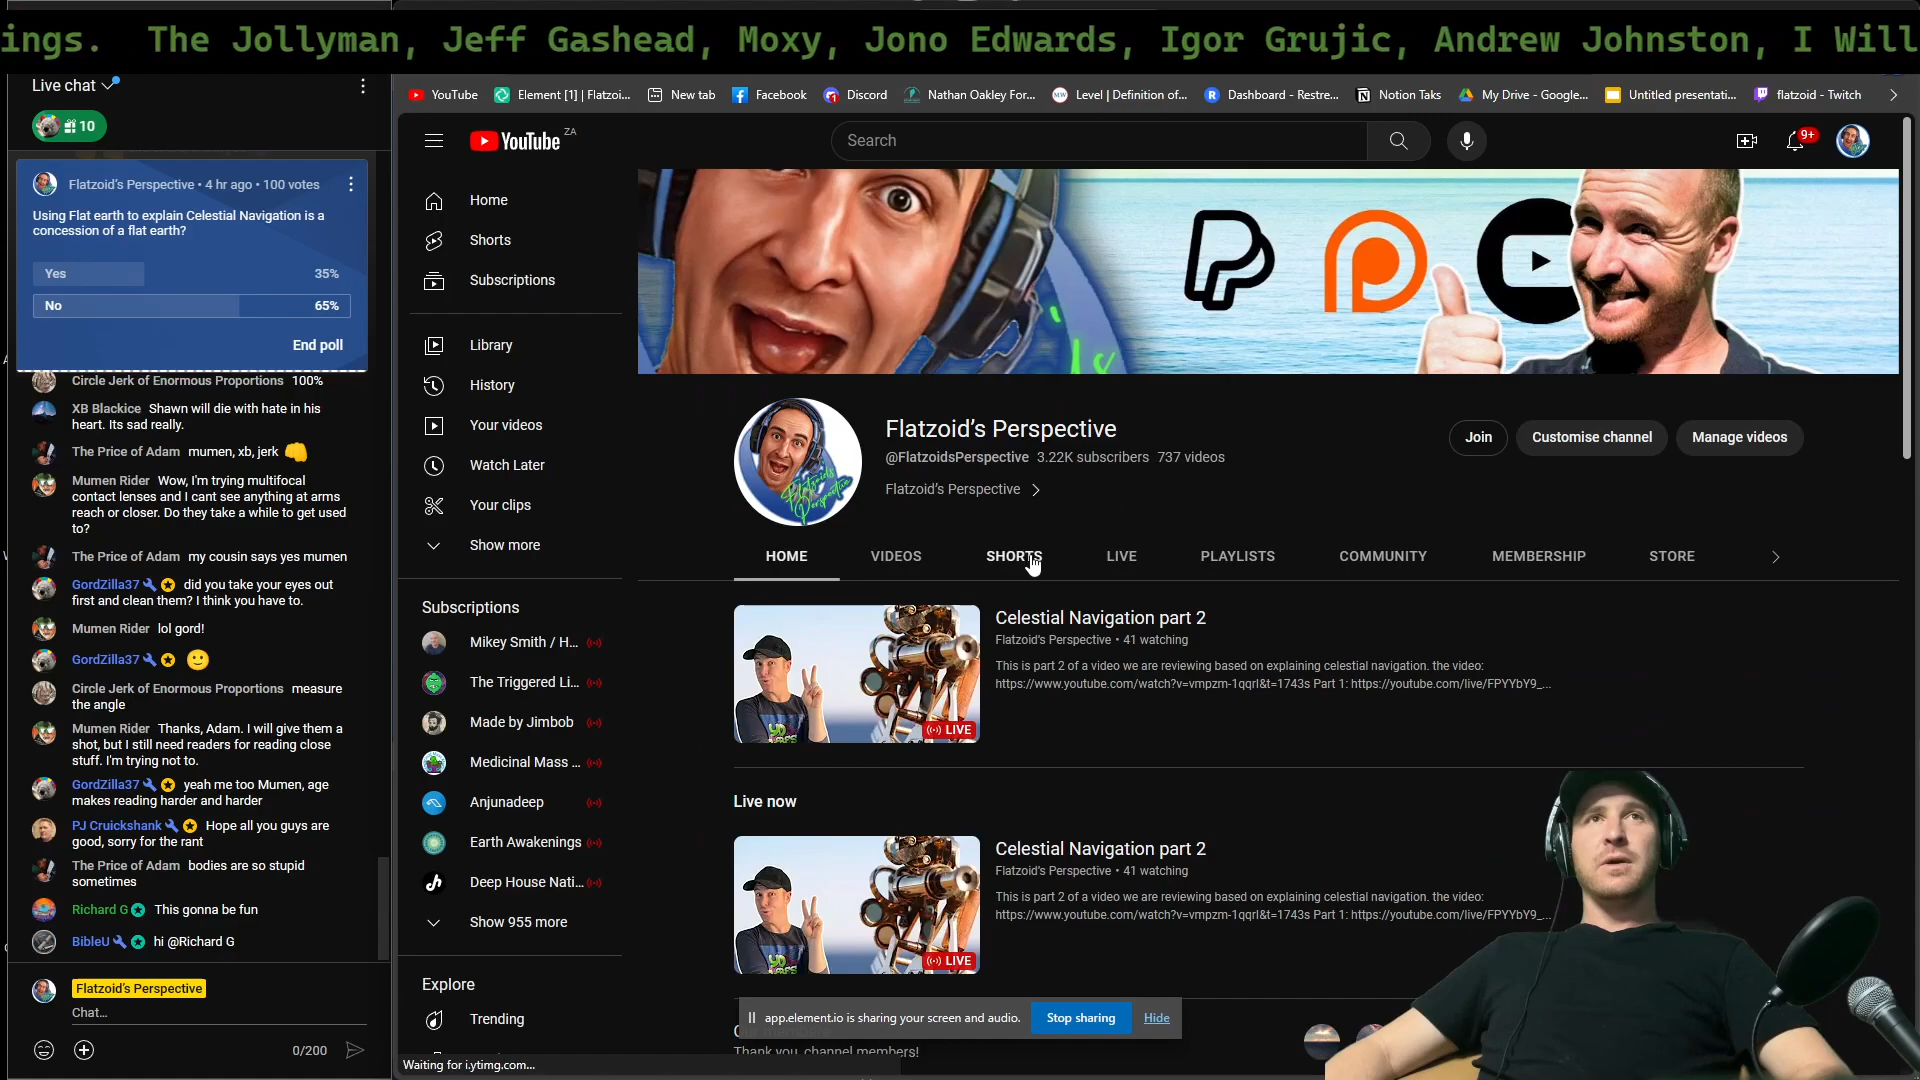 ings. The Jollyman, Jeff Gashead, Moxy, Jono Edwards, Igor Grujic, Andrew Johnston, I Will
Live chat
10
Flatzoid's Perspective • 4 hr ago • 100 votes
Using Flat earth to explain Celestial Navigation is a
concession of a flat earth?
Yes 35%
No 65%
End poll
Circle Jerk of Enormous Proportions 100%
XB Blackice Shawn will die with hate in his
heart. Its sad really.
The Price of Adam mumen, xb, jerk
Mumen Rider Wow, I'm trying multifocal
contact lenses and I cant see anything at arms
reach or closer. Do they take a while to get used
to?
The Price of Adam my cousin says yes mumen
GordZilla37 did you take your eyes out
first and clean them? I think you have to.
Mumen Rider lol gord!
GordZilla37
Circle Jerk of Enormous Proportions measure
the angle
Mumen Rider Thanks, Adam. I will give them a
shot, but I still need readers for reading close
stuff. I'm trying not to.
GordZilla37 yeah me too Mumen, age
makes reading harder and harder
PJ Cruickshank Hope all you guys are
good, sorry for the rant
The Price of Adam bodies are so stupid
sometimes
Richard G This gonna be fun
BibleU hi @Richard G
Flatzoid's Perspective
Chat...
0/200
YouTube Element [1] | Flatzoi... New tab Facebook Discord Nathan Oakley For... Level | Definition of... Dashboard - Restre... Notion Taks My Drive - Google... Untitled presentati... flatzoid - Twitch
YouTube ZA
Search
9+
Home
Shorts
Subscriptions
Library
History
Your videos
Watch Later
Your clips
Show more
Subscriptions
Mikey Smith / H...
The Triggered Li...
Made by Jimbob
Medicinal Mass ...
Anjunadeep
Earth Awakenings
Deep House Nati...
Show 955 more
Explore
Trending
Flatzoid's Perspective
@FlatzoidsPerspective 3.22K subscribers 737 videos
Flatzoid's Perspective
Join Customise channel Manage videos
HOME VIDEOS SHORTS LIVE PLAYLISTS COMMUNITY MEMBERSHIP STORE
Celestial Navigation part 2
Flatzoid's Perspective • 41 watching
This is part 2 of a video we are reviewing based on explaining celestial navigation. the video:
https://www.youtube.com/watch?v=vmpzm-1qqrI&t=1743s Part 1: https://youtube.com/live/FPYYbY9_...
LIVE
Live now
Celestial Navigation part 2
Flatzoid's Perspective • 41 watching
This is part 2 of a video we are reviewing based on explaining celestial navigation. the video:
https://www.youtube.com/watch?v=vmpzm-1qqrI&t=1743s Part 1: https://youtube.com/live/FPYYbY9_...
LIVE
app.element.io is sharing your screen and audio. Stop sharing Hide
Thank you, channel members!
Waiting for i.ytimg.com...